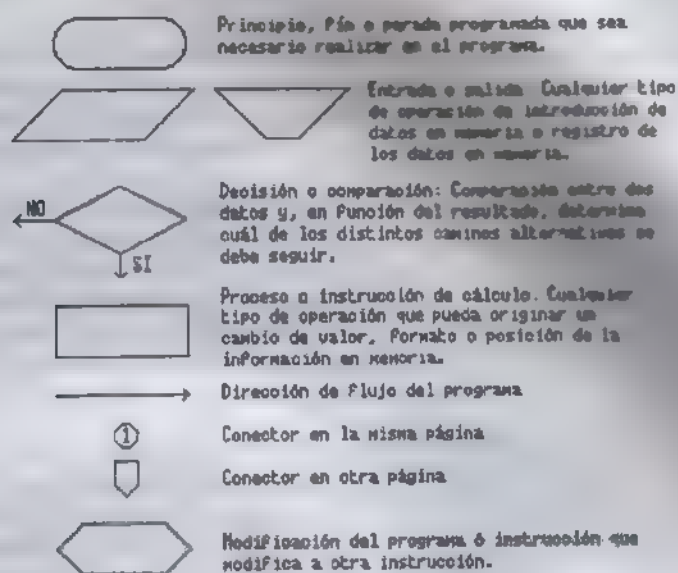 Principio, fin o parada programada que sea
necesario realizar en el programa.
Entrada o salida. Cualquier tipo
de operación de introducción de
datos en memoria o registro de
los datos en memoria.
NO
SI
Decisión o comparación: Comparación entre dos
datos y, en función del resultado, determina
cuál de los distintos caminos alternativos se
debe seguir.
Proceso o instrucción de cálculo. Cualquier
tipo de operación que pueda originar un
cambio de valor, formato o posición de la
información en memoria.
Dirección de flujo del programa
1
Conector en la misma página
Conector en otra página
Modificación del programa ó instrucción que
modifica a otra instrucción.